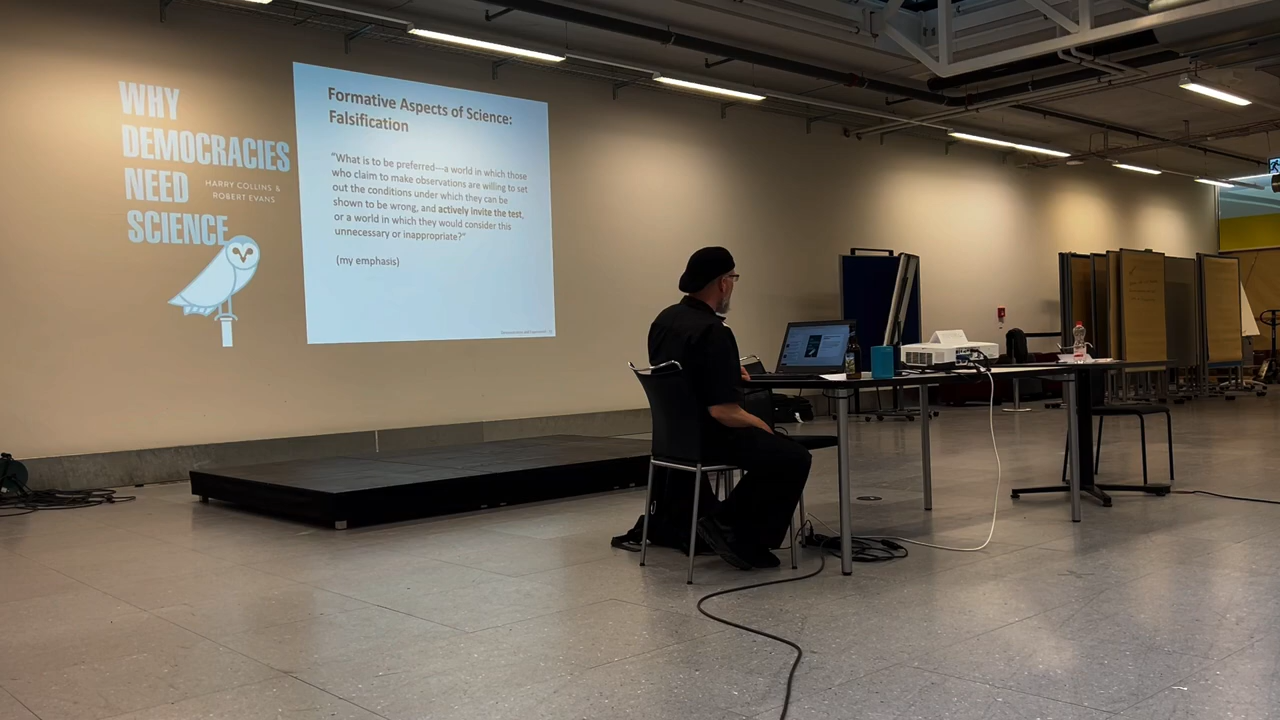 WHY
DEMOCRACIES
NEED
SCIENCE
HARRY COLLINS &
ROBERT EVANS
Formative Aspects of Science:
Falsification
“What is to be preferred—a world in which those
who claim to make observations are willing to set
out the conditions under which they can be
shown to be wrong, and actively invite the test,
or a world in which they would consider this
unnecessary or inappropriate?”
(my emphasis)